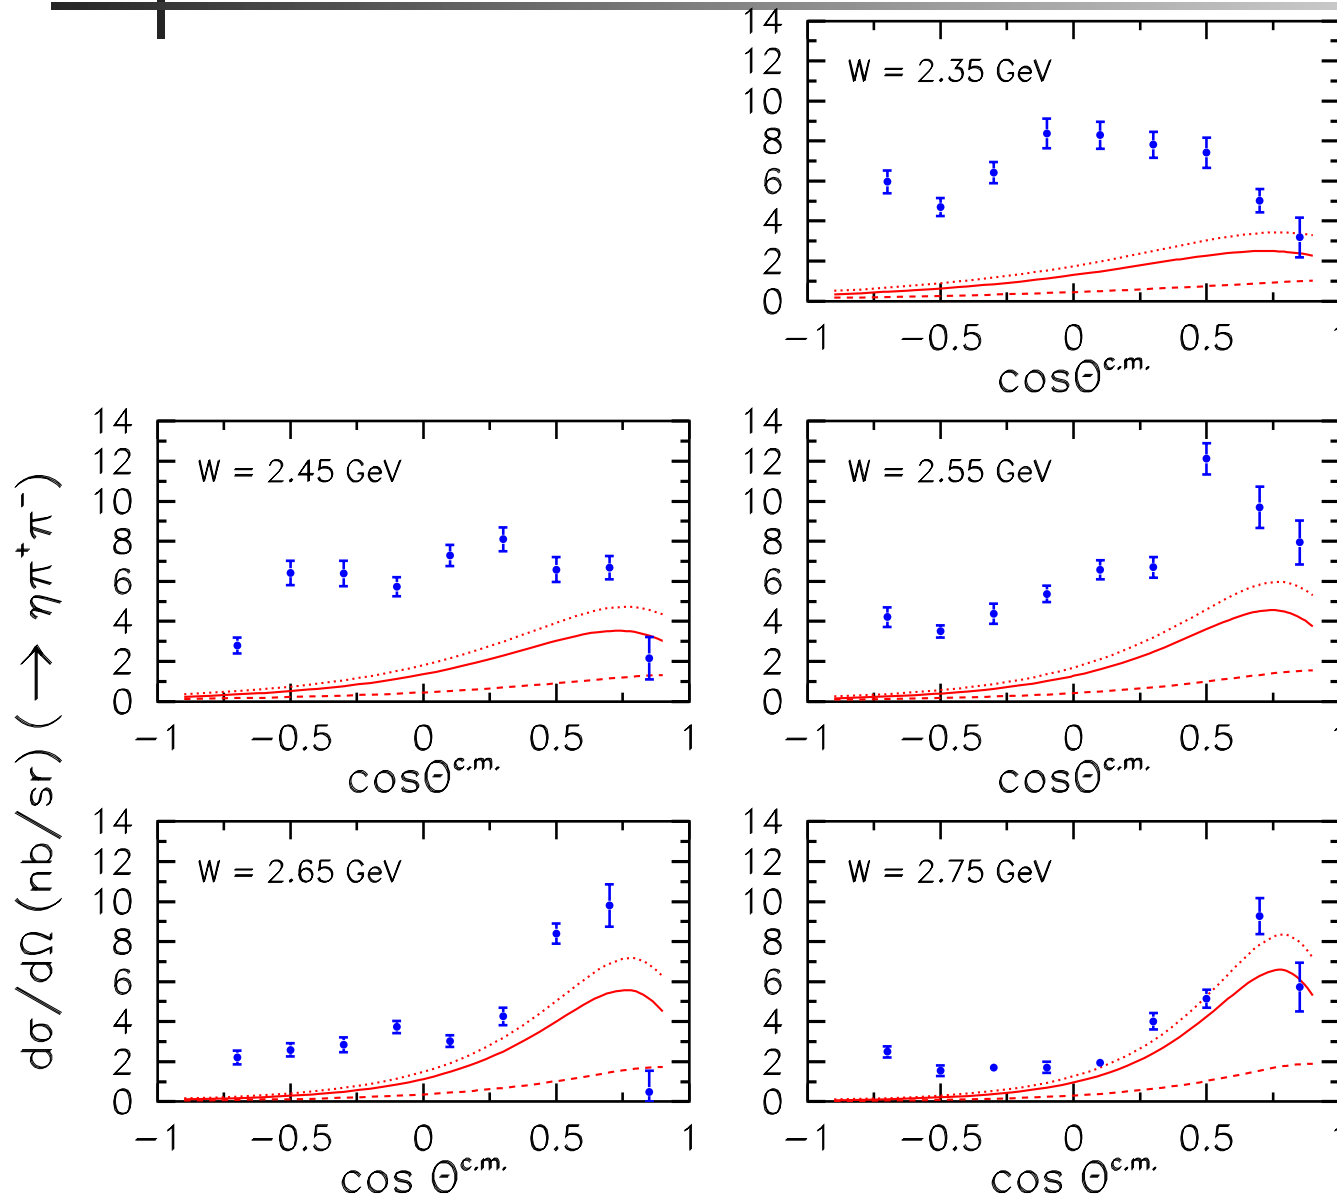 14
12
10
8
6
4
2
0
W = 2.35 GeV
−1 −0.5 0 0.5 1
cosΘc.m.
dσ/dΩ (nb/sr) (⟶ ηπ+π−)
14
12
10
8
6
4
2
0
W = 2.45 GeV
−1 −0.5 0 0.5 1
cosΘc.m.
14
12
10
8
6
4
2
0
W = 2.55 GeV
−1 −0.5 0 0.5 1
cosΘc.m.
14
12
10
8
6
4
2
0
W = 2.65 GeV
−1 −0.5 0 0.5 1
cos Θc.m.
14
12
10
8
6
4
2
0
W = 2.75 GeV
−1 −0.5 0 0.5 1
cos Θc.m.